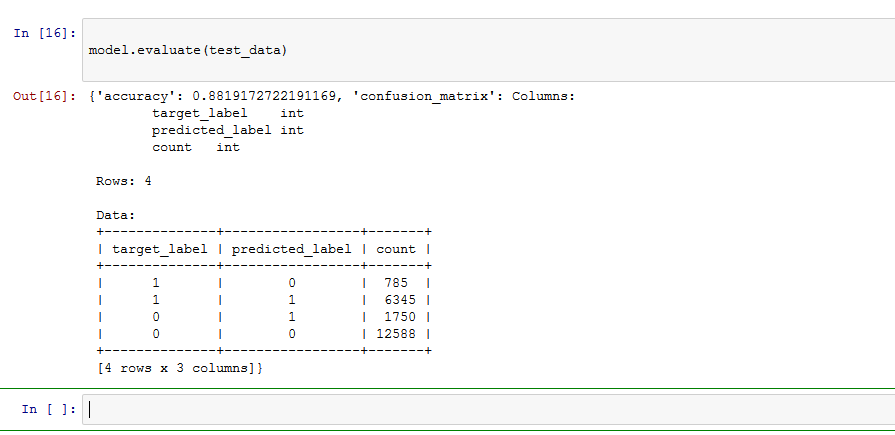 In [16]:
model.evaluate(test_data)
Out[16]: {'accuracy': 0.8819172722191169, 'confusion_matrix': Columns:
target_label    int
predicted_label int
count   int
Rows: 4
Data:
+--------------+-----------------+-------+
| target_label | predicted_label | count |
+--------------+-----------------+-------+
|      1       |        0        |  785  |
|      1       |        1        |  6345 |
|      0       |        1        |  1750 |
|      0       |        0        | 12588 |
+--------------+-----------------+-------+
[4 rows x 3 columns]}
In [ ]: